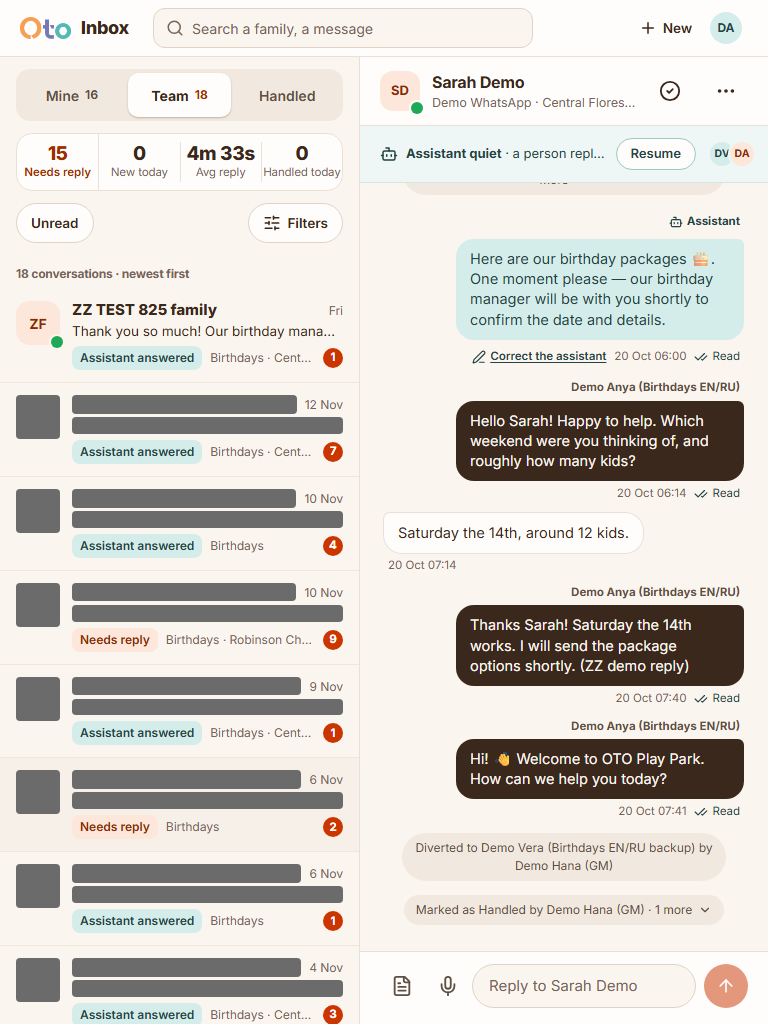 Oto Inbox
Search a family, a message
New
DA
Mine 16
Team 18
Handled
15
Needs reply
0
New today
4m 33s
Avg reply
0
Handled today
Unread
Filters
18 conversations · newest first
ZF
ZZ TEST 825 family
Fri
Thank you so much! Our birthday mana...
Assistant answered
Birthdays · Cent...
1
12 Nov
Assistant answered
Birthdays · Cent...
7
10 Nov
Assistant answered
Birthdays
4
10 Nov
Needs reply
Birthdays · Robinson Ch...
9
9 Nov
Assistant answered
Birthdays · Cent...
1
6 Nov
Needs reply
Birthdays
2
6 Nov
Assistant answered
Birthdays
1
4 Nov
Assistant answered
Birthdays · Cent...
3
SD
Sarah Demo
Demo WhatsApp · Central Flores...
Assistant quiet · a person repl...
Resume
DV
DA
more
Assistant
Here are our birthday packages 🎂.
One moment please — our birthday
manager will be with you shortly to
confirm the date and details.
Correct the assistant 20 Oct 06:00 Read
Demo Anya (Birthdays EN/RU)
Hello Sarah! Happy to help. Which
weekend were you thinking of, and
roughly how many kids?
20 Oct 06:14 Read
Saturday the 14th, around 12 kids.
20 Oct 07:14
Demo Anya (Birthdays EN/RU)
Thanks Sarah! Saturday the 14th
works. I will send the package
options shortly. (ZZ demo reply)
20 Oct 07:40 Read
Demo Anya (Birthdays EN/RU)
Hi! 👋 Welcome to OTO Play Park.
How can we help you today?
20 Oct 07:41 Read
Diverted to Demo Vera (Birthdays EN/RU backup) by
Demo Hana (GM)
Marked as Handled by Demo Hana (GM) · 1 more
Reply to Sarah Demo